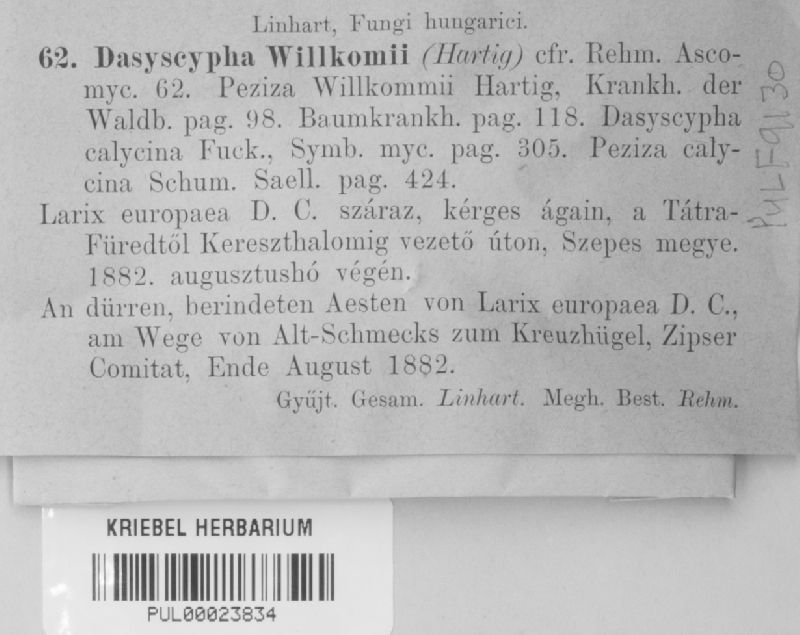 Linhart, Fungi hungarici.
62. Dasyscypha Willkomii (Hartig) cfr. Rehm. Asco-
myc. 62. Peziza Willkommii Hartig, Krankh. der
Waldb. pag. 98. Baumkrankh. pag. 118. Dasyscypha
calycina Fuck., Symb. myc. pag. 305. Peziza caly-
cina Schum. Saell. pag. 424.
Larix europaea D. C. száraz, kérges ágain, a Tátra-
Füredtől Kereszthalomig vezető úton, Szepes megye.
1882. augusztushó végén.
An dürren, berindeten Aesten von Larix europaea D. C.,
am Wege von Alt-Schmecks zum Kreuzhügel, Zipser
Comitat, Ende August 1882.
Gyűjt. Gesam. Linhart. Megh. Best. Rehm.
PUL F9130
KRIEBEL HERBARIUM
PUL00023834